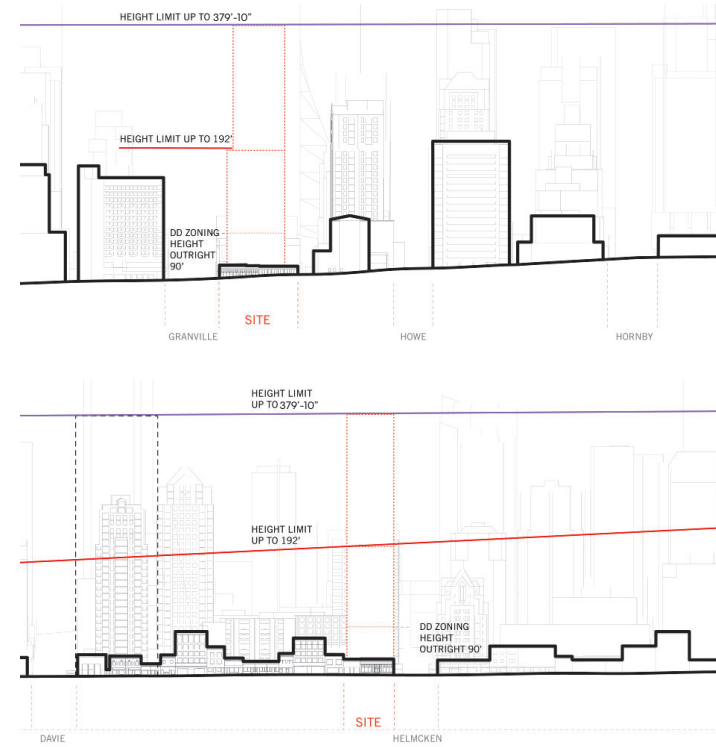 HEIGHT LIMIT UP TO 379'-10"
HEIGHT LIMIT UP TO 192'
DD ZONING
HEIGHT
OUTRIGHT
90'
SITE
GRANVILLE
HOWE
HORNBY
HEIGHT LIMIT
UP TO 379'-10"
HEIGHT LIMIT
UP TO 192'
DD ZONING
HEIGHT
OUTRIGHT 90'
SITE
DAVIE
HELMCKEN